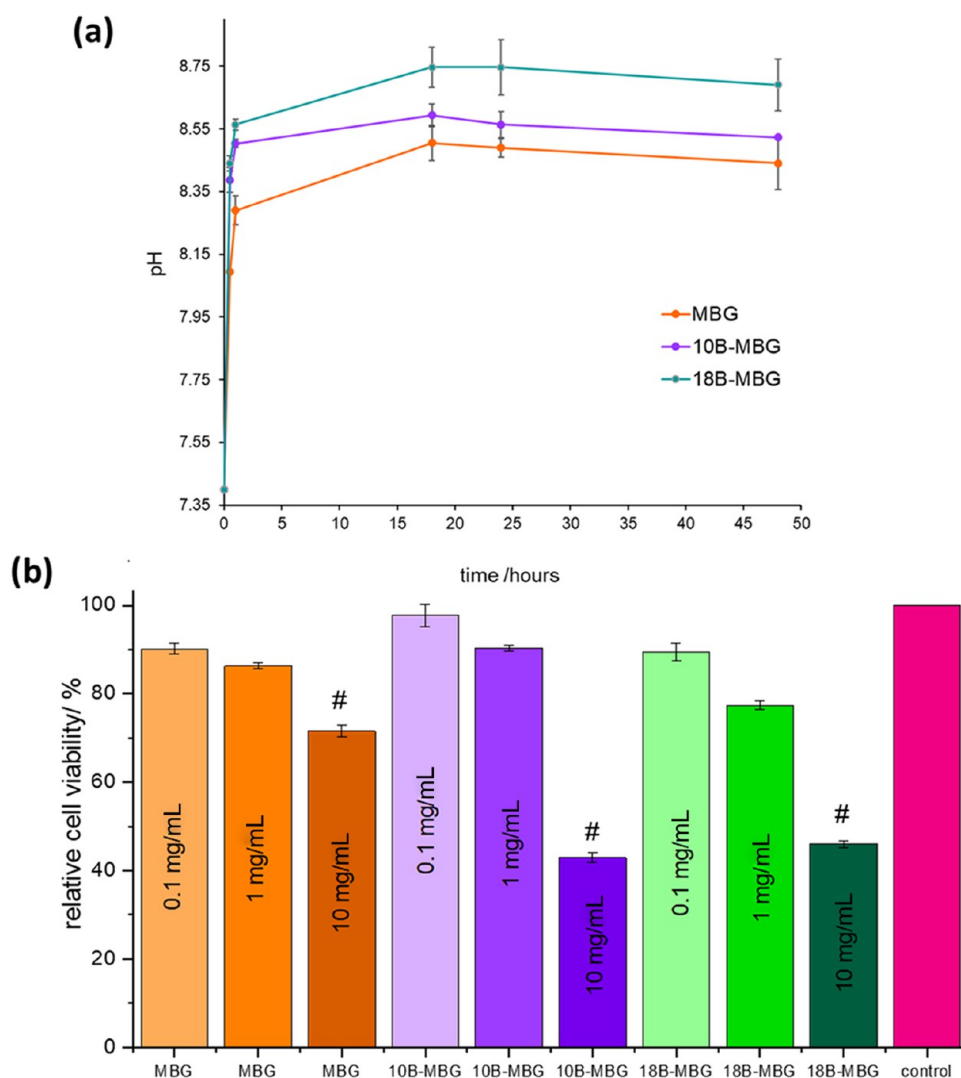 (a)
8.75
8.55
8.35
8.15
7.95
7.75
7.55
7.35
pH
MBG
10B-MBG
18B-MBG
0 5 10 15 20 25 30 35 40 45 50
time /hours
(b)
relative cell viability/ %
100
80
60
40
20
0
0.1 mg/mL
1 mg/mL
#
10 mg/mL
0.1 mg/mL
1 mg/mL
#
10 mg/mL
0.1 mg/mL
1 mg/mL
#
10 mg/mL
MBG MBG MBG 10B-MBG 10B-MBG 10B-MBG 18B-MBG 18B-MBG 18B-MBG control